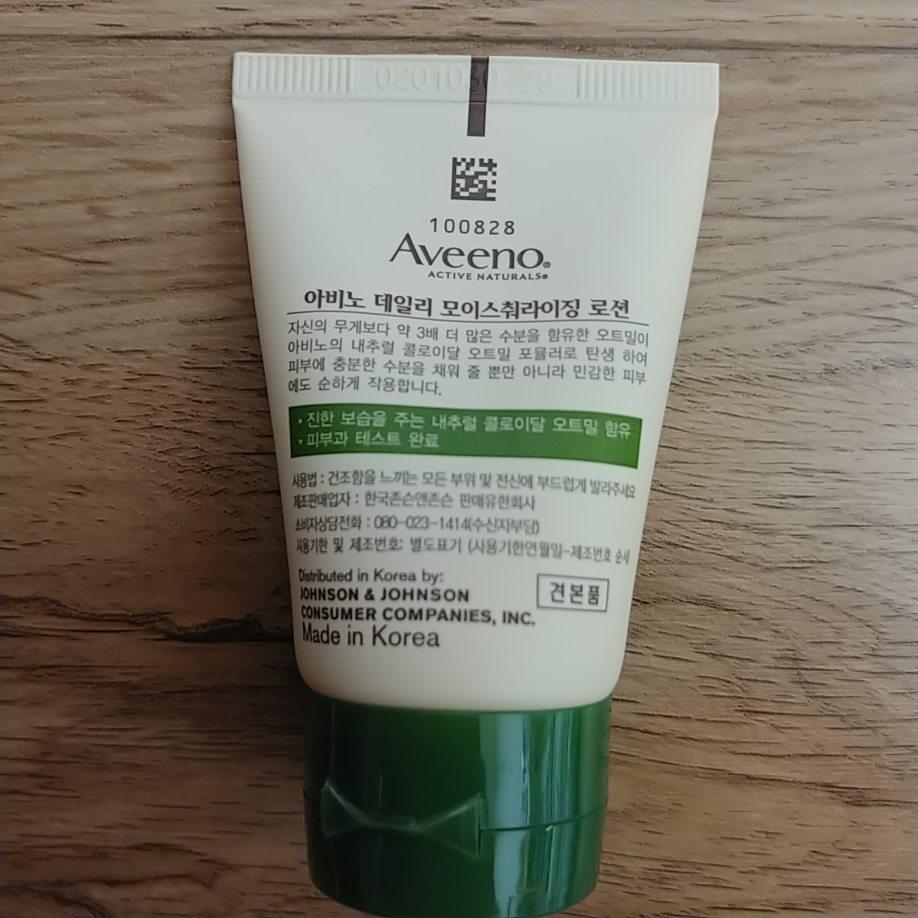 20201030 292
100828
Aveeno®
ACTIVE NATURALS®
아비노 데일리 모이스춰라이징 로션
자신의 무게보다 약 3배 더 많은 수분을 함유한 오트밀이
아비노의 내추럴 콜로이달 오트밀 포뮬러로 탄생 하여
피부에 충분한 수분을 채워 줄 뿐만 아니라 민감한 피부
에도 순하게 작용합니다.
• 진한 보습을 주는 내추럴 콜로이달 오트밀 함유
• 피부과 테스트 완료
사용법 : 건조함을 느끼는 모든 부위 및 전신에 부드럽게 발라주세요
제조판매업자 : 한국존슨앤존슨 판매유한회사
소비자상담전화 : 080-023-1414(수신자부담)
사용기한 및 제조번호: 별도표기 (사용기한연월일-제조번호 순서
Distributed in Korea by:
JOHNSON & JOHNSON
CONSUMER COMPANIES, INC.
Made in Korea
견본품